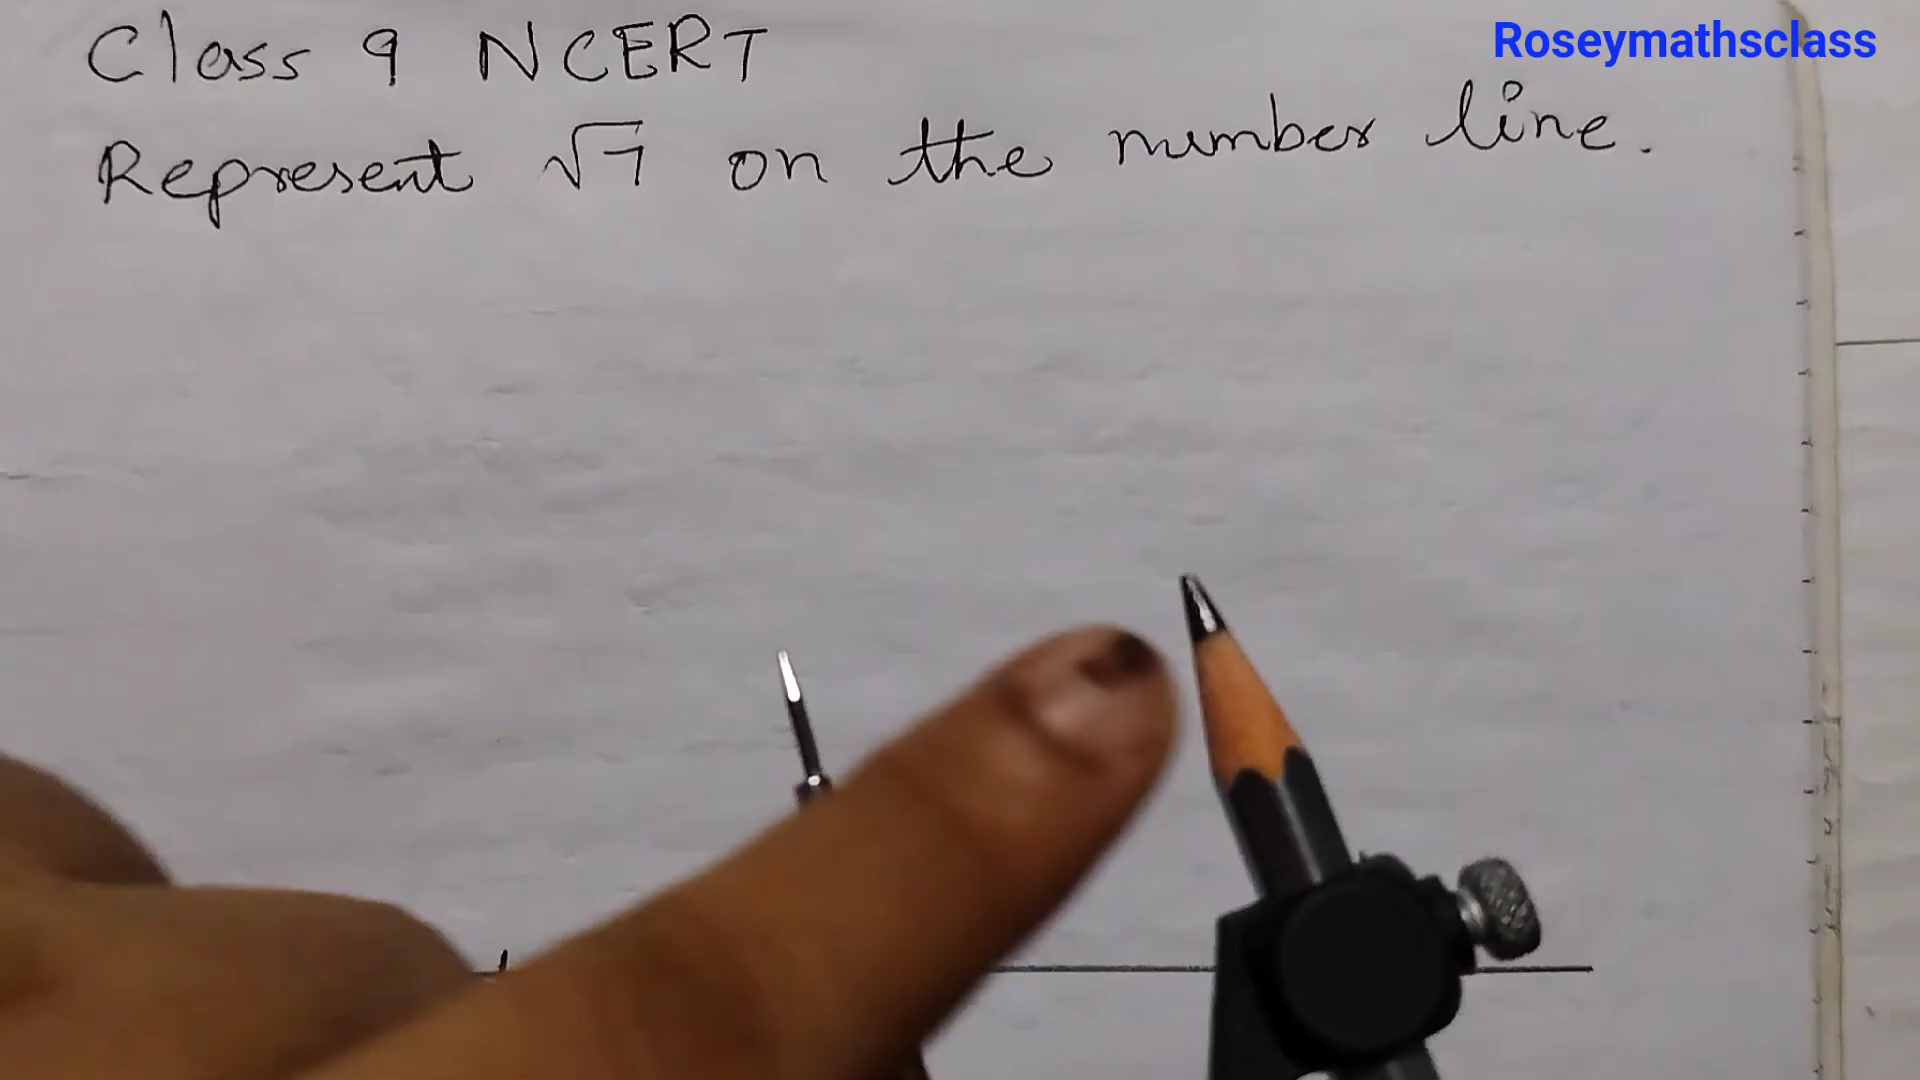 Class 9 NCERT
Roseymathsclass
Represent √7 on the number line.